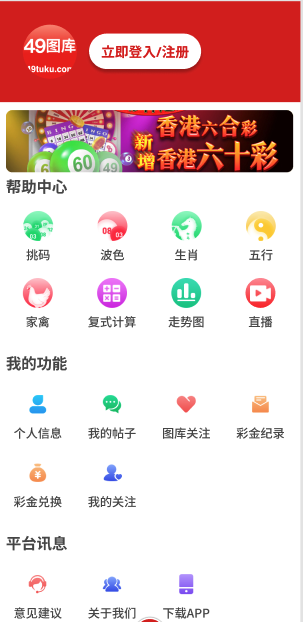 49图库
49tuku.com
立即登入/注册
BINGO
香港六合彩
新增
香港六十彩
60
49
帮助中心
挑码
波色
生肖
五行
家禽
复式计算
走势图
直播
我的功能
个人信息
我的帖子
图库关注
彩金纪录
彩金兑换
我的关注
平台讯息
意见建议
关于我们
下载APP